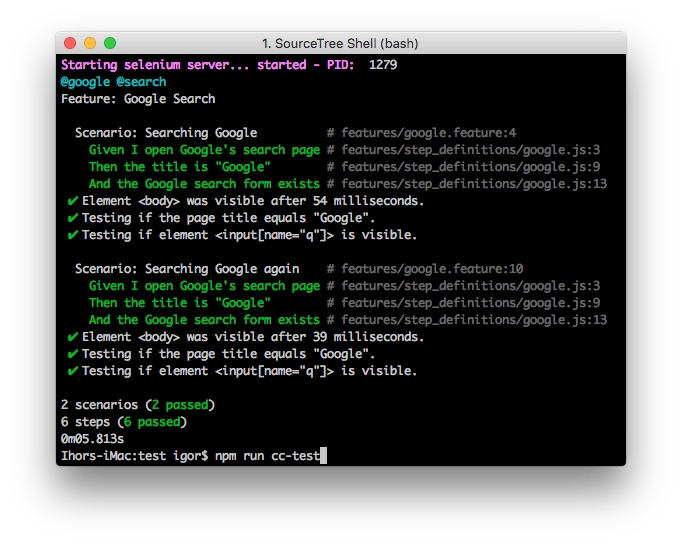 1. SourceTree Shell (bash)
Starting selenium server... started - PID:  1279
@google @search
Feature: Google Search
  Scenario: Searching Google          # features/google.feature:4
    Given I open Google's search page # features/step_definitions/google.js:3
    Then the title is "Google"        # features/step_definitions/google.js:9
    And the Google search form exists # features/step_definitions/google.js:13
 ✔ Element <body> was visible after 54 milliseconds.
 ✔ Testing if the page title equals "Google".
 ✔ Testing if element <input[name="q"]> is visible.
  Scenario: Searching Google again    # features/google.feature:10
    Given I open Google's search page # features/step_definitions/google.js:3
    Then the title is "Google"        # features/step_definitions/google.js:9
    And the Google search form exists # features/step_definitions/google.js:13
 ✔ Element <body> was visible after 39 milliseconds.
 ✔ Testing if the page title equals "Google".
 ✔ Testing if element <input[name="q"]> is visible.
2 scenarios (2 passed)
6 steps (6 passed)
0m05.813s
Ihors-iMac:test igor$ npm run cc-test